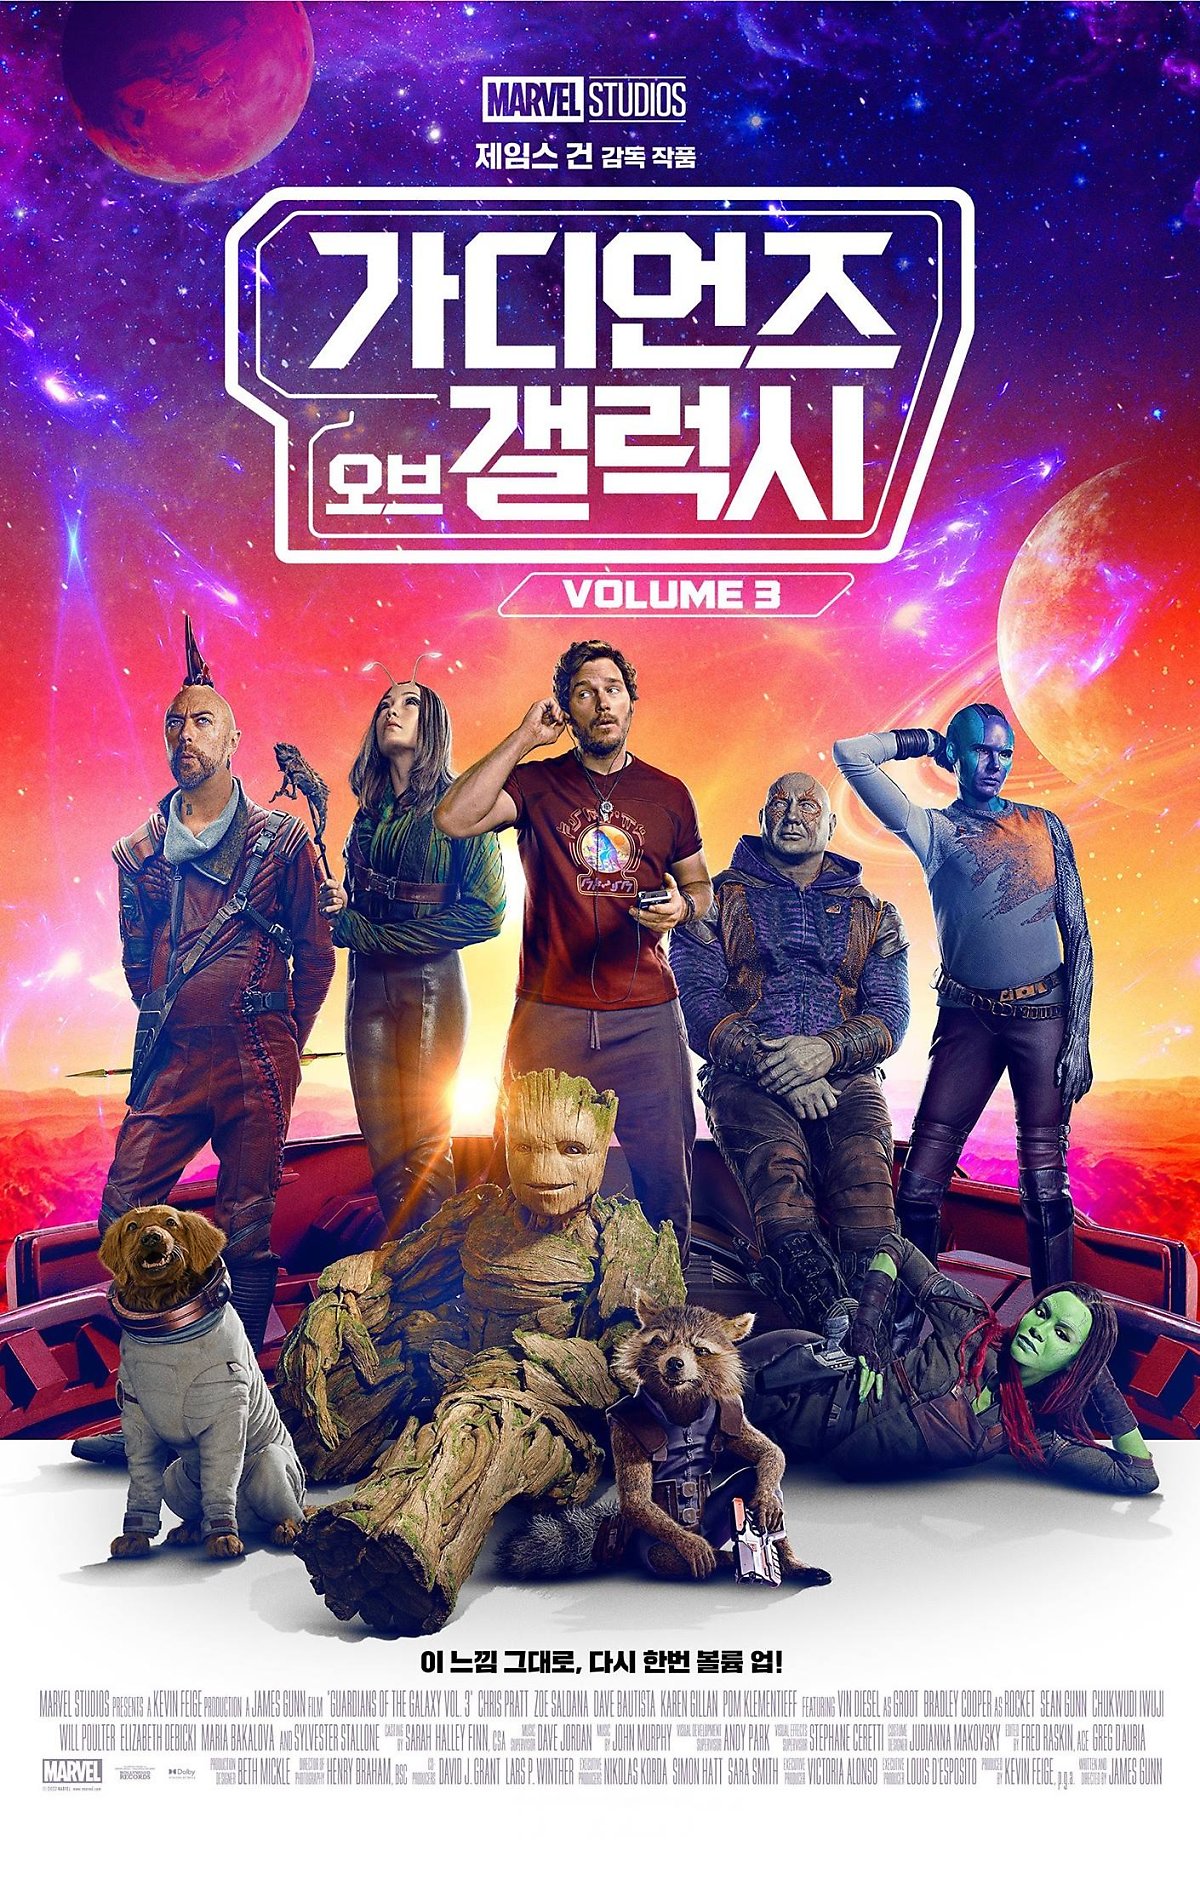 MARVEL STUDIOS
제임스 건 감독 작품
가디언즈
오브 갤럭시
VOLUME 3
이 느낌 그대로, 다시 한번 볼륨 업!
MARVEL STUDIOS PRESENTS A KEVIN FEIGE PRODUCTION A JAMES GUNN FILM "GUARDIANS OF THE GALAXY VOL. 3" CHRIS PRATT ZOE SALDANA DAVE BAUTISTA KAREN GILLAN POM KLEMENTIEFF FEATURING VIN DIESEL AS GROOT BRADLEY COOPER AS ROCKET SEAN GUNN CHUKWUDI IWUJI
WILL POULTER ELIZABETH DEBICKI MARIA BAKALOVA AND SYLVESTER STALLONE CASTING BY SARAH HALLEY FINN, CSA MUSIC SUPERVISION DAVE JORDAN MUSIC BY JOHN MURPHY VISUAL DEVELOPMENT SUPERVISOR ANDY PARK VISUAL EFFECTS SUPERVISOR STEPHANE CERETTI COSTUME DESIGNER JUDIANNA MAKOVSKY EDITED BY FRED RASKIN, ACE GREG D'AURIA
MARVEL Dolby PRODUCTION DESIGNER BETH MICKLE DIRECTOR OF PHOTOGRAPHY HENRY BRAHAM, BSC CO-PRODUCERS DAVID J. GRANT LARS P. WINTHER EXECUTIVE PRODUCERS NIKOLAS KORDA SIMON HATT SARA SMITH EXECUTIVE PRODUCER VICTORIA ALONSO EXECUTIVE PRODUCER LOUIS D'ESPOSITO PRODUCED BY KEVIN FEIGE, p.g.a. WRITTEN AND DIRECTED BY JAMES GUNN